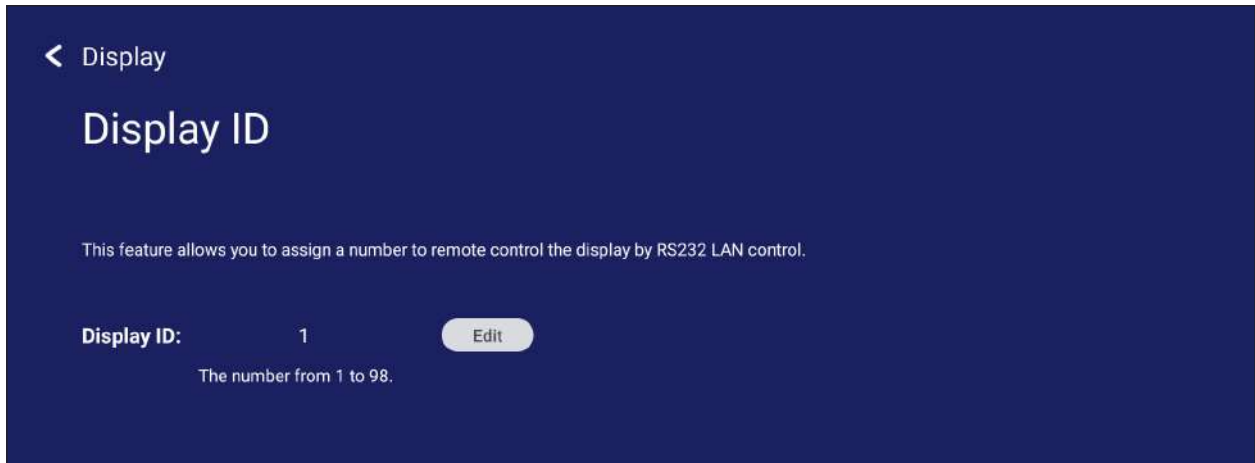 Display
Display ID
This feature allows you to assign a number to remote control the display by RS232 LAN control.
Display ID: 1 Edit
The number from 1 to 98.